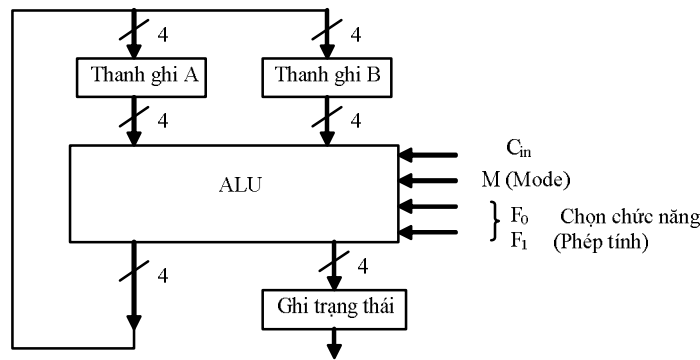 4 4
Thanh ghi A Thanh ghi B
4 4
ALU
Cin
M (Mode)
F0 Chọn chức năng
F1 (Phép tính)
4 4
Ghi trạng thái